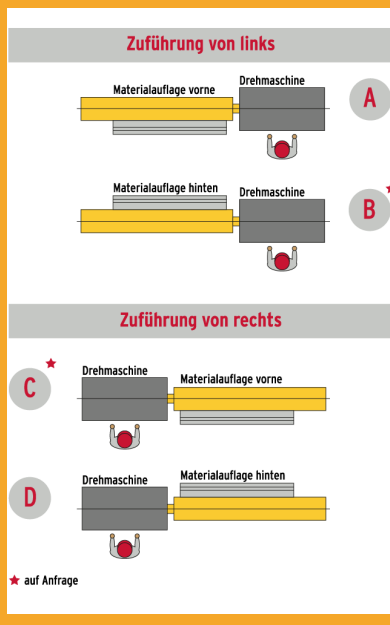 Zuführung von links
Materialauflage vorne
Drehmaschine
A
Materialauflage hinten
Drehmaschine
B
Zuführung von rechts
C
Drehmaschine
Materialauflage vorne
D
Drehmaschine
Materialauflage hinten
★ auf Anfrage